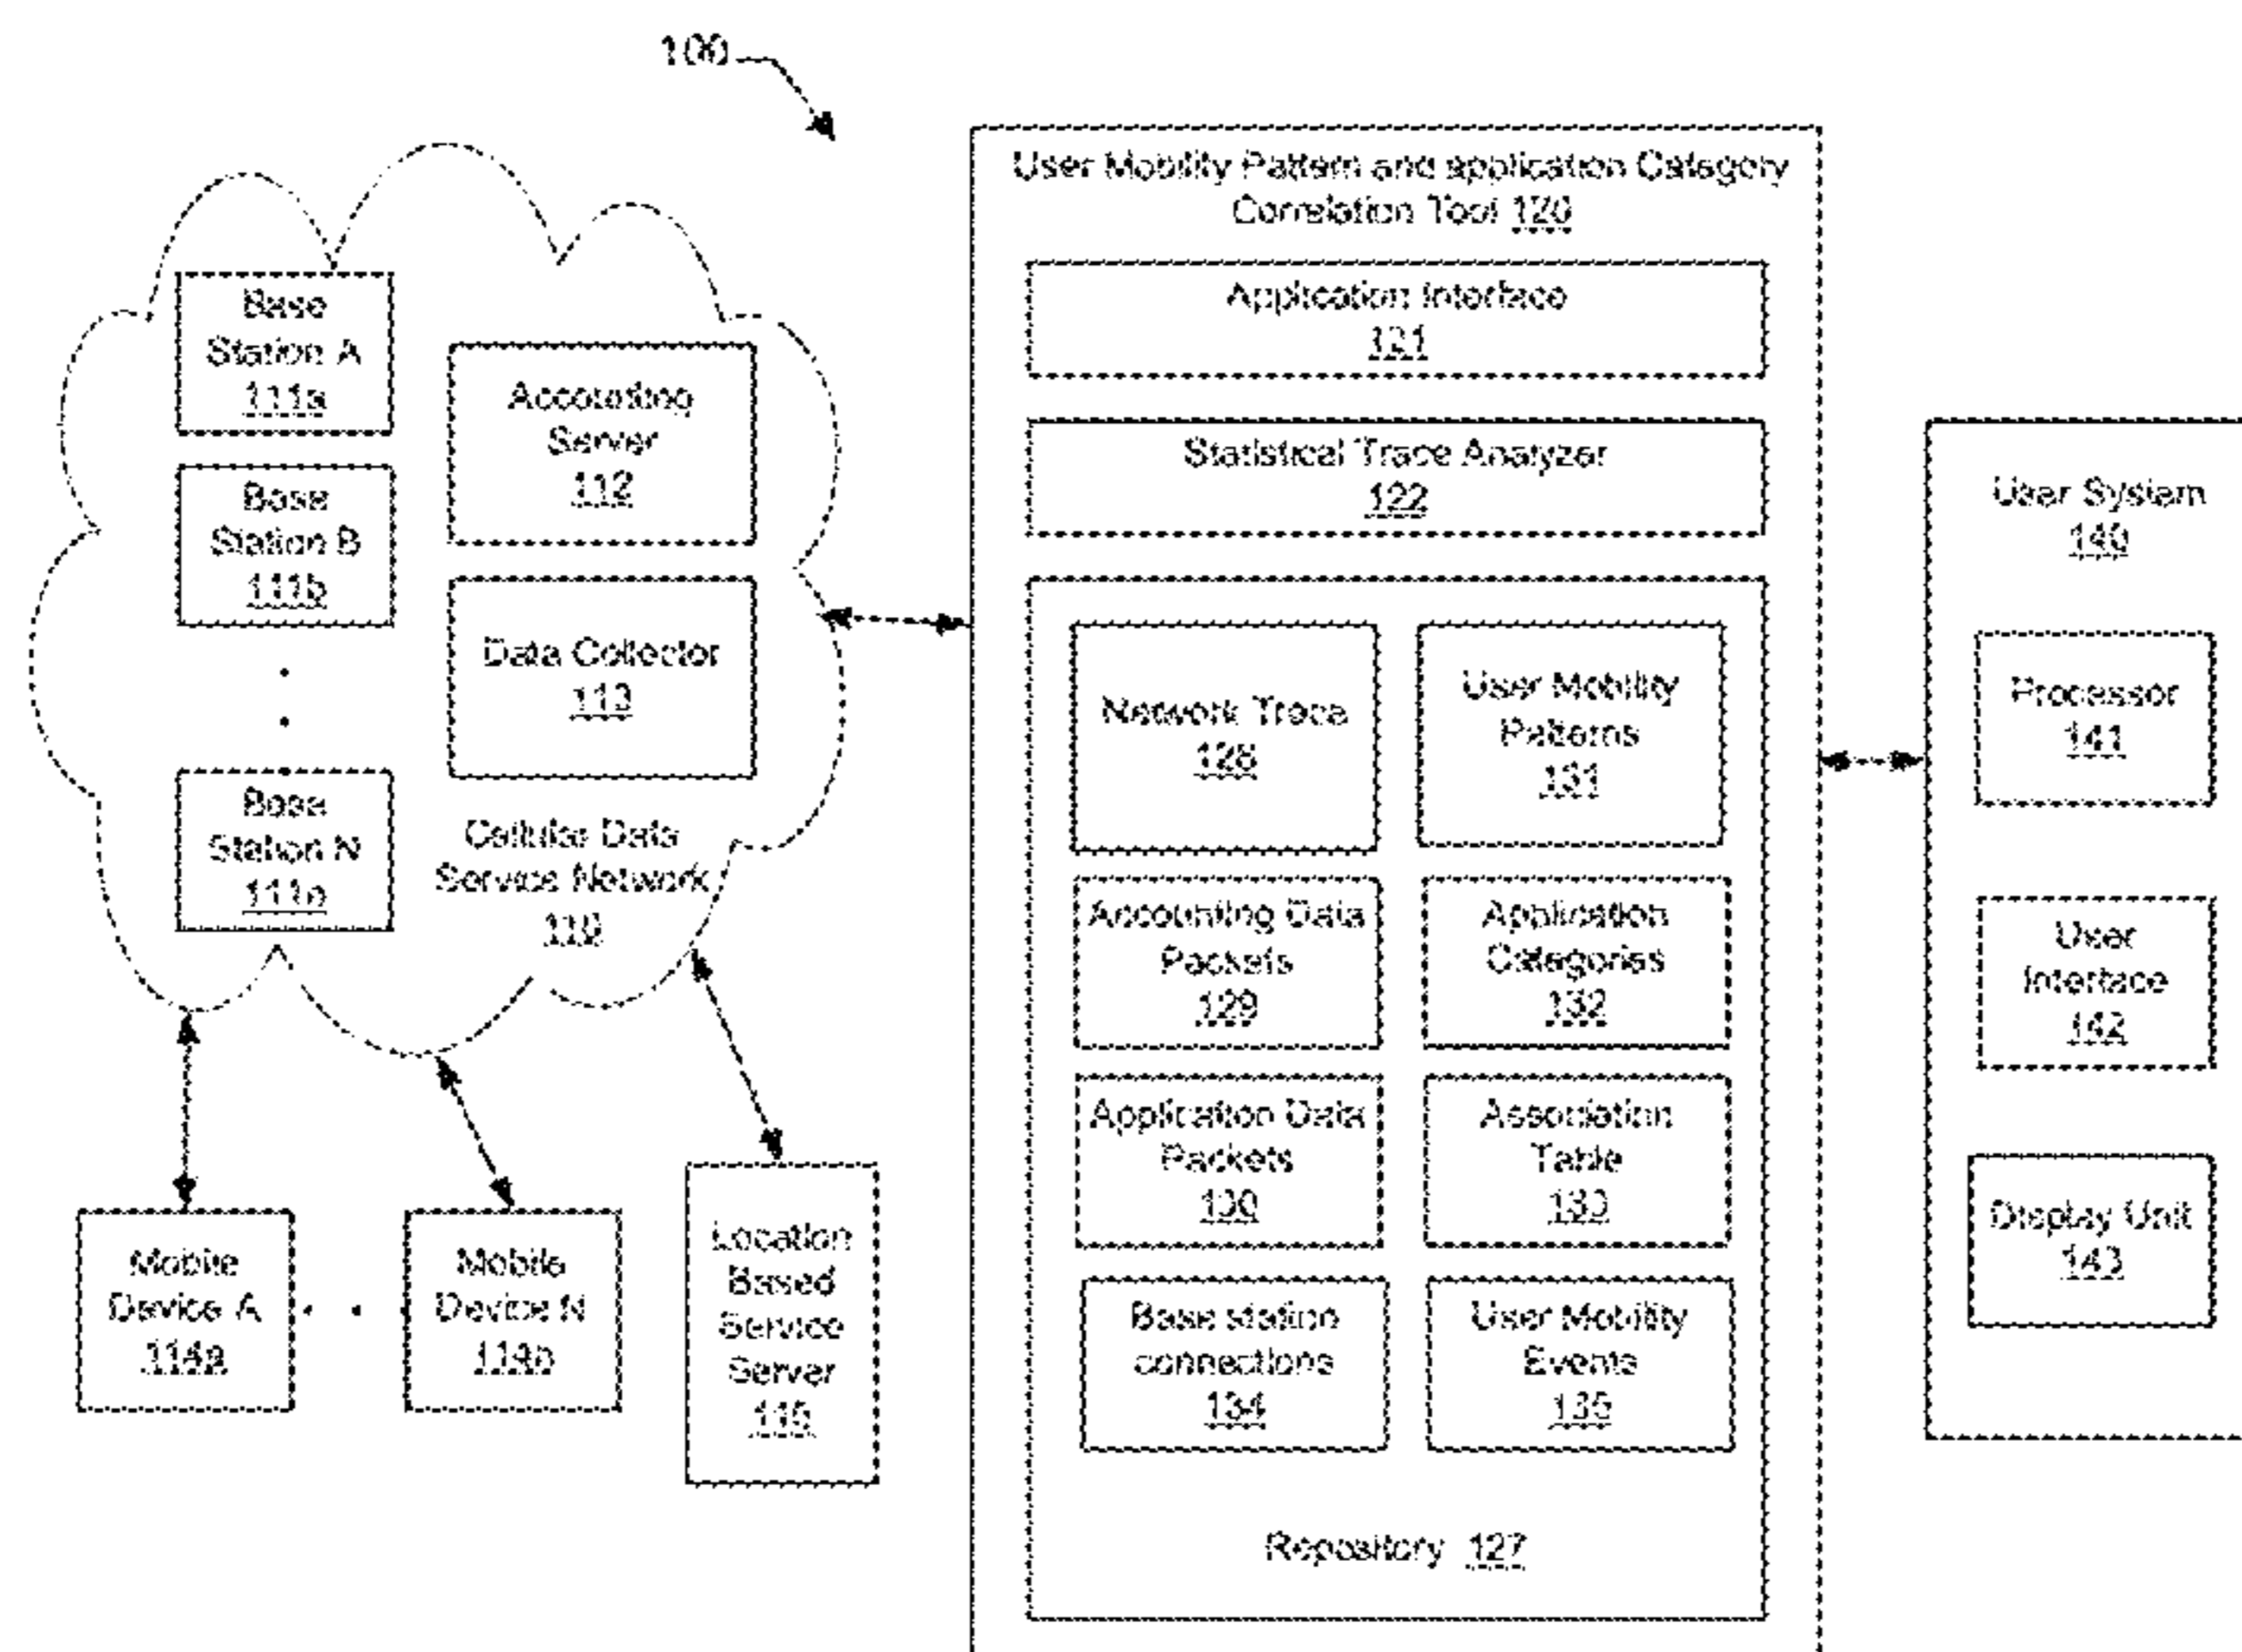 100
User Mobility Pattern and application Category
Correlation Tool 120
Application Interface
121
Statistical Trace Analyzer
122
Base
Station A
111a
Base
Station B
111b
Base
Station N
111n
Accounting
Server
112
Data Collector
113
Cellular Data
Service Network
110
Mobile
Device A
114a
Mobile
Device N
114n
Location
Based
Service
Server
115
Network Trace
128
User Mobility
Patterns
131
Accounting Data
Packets
129
Application
Categories
132
Application Data
Packets
130
Association
Table
133
Base station
connections
134
User Mobility
Events
135
Repository 127
User System
140
Processor
141
User
Interface
142
Display Unit
143